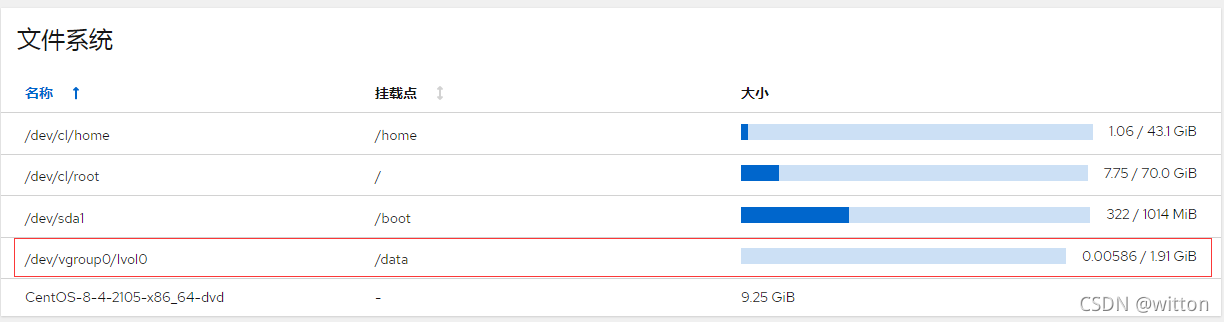 文件系统
名称 挂载点 大小
/dev/cl/home /home 1.06 / 43.1 GiB
/dev/cl/root / 7.75 / 70.0 GiB
/dev/sda1 /boot 322 / 1014 MiB
/dev/vgroup0/lvol0 /data 0.00586 / 1.91 GiB
CentOS-8-4-2105-x86_64-dvd - 9.25 GiB
CSDN @witton